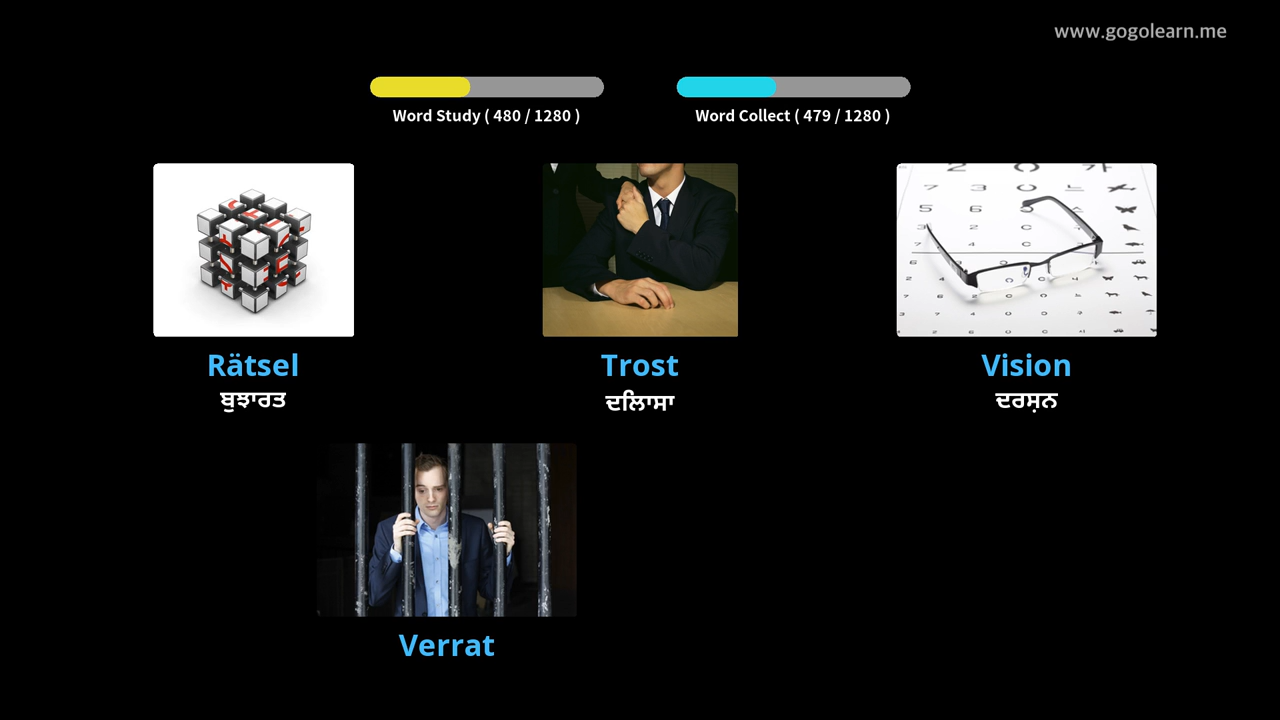 www.gogolearn.me
Word Study ( 480 / 1280 )
Word Collect ( 479 / 1280 )
Rätsel
Trost
Vision
ਬੁਝਾਰਤ
ਦਲਿਾਸਾ
ਦਰਸ਼ਨ
Verrat